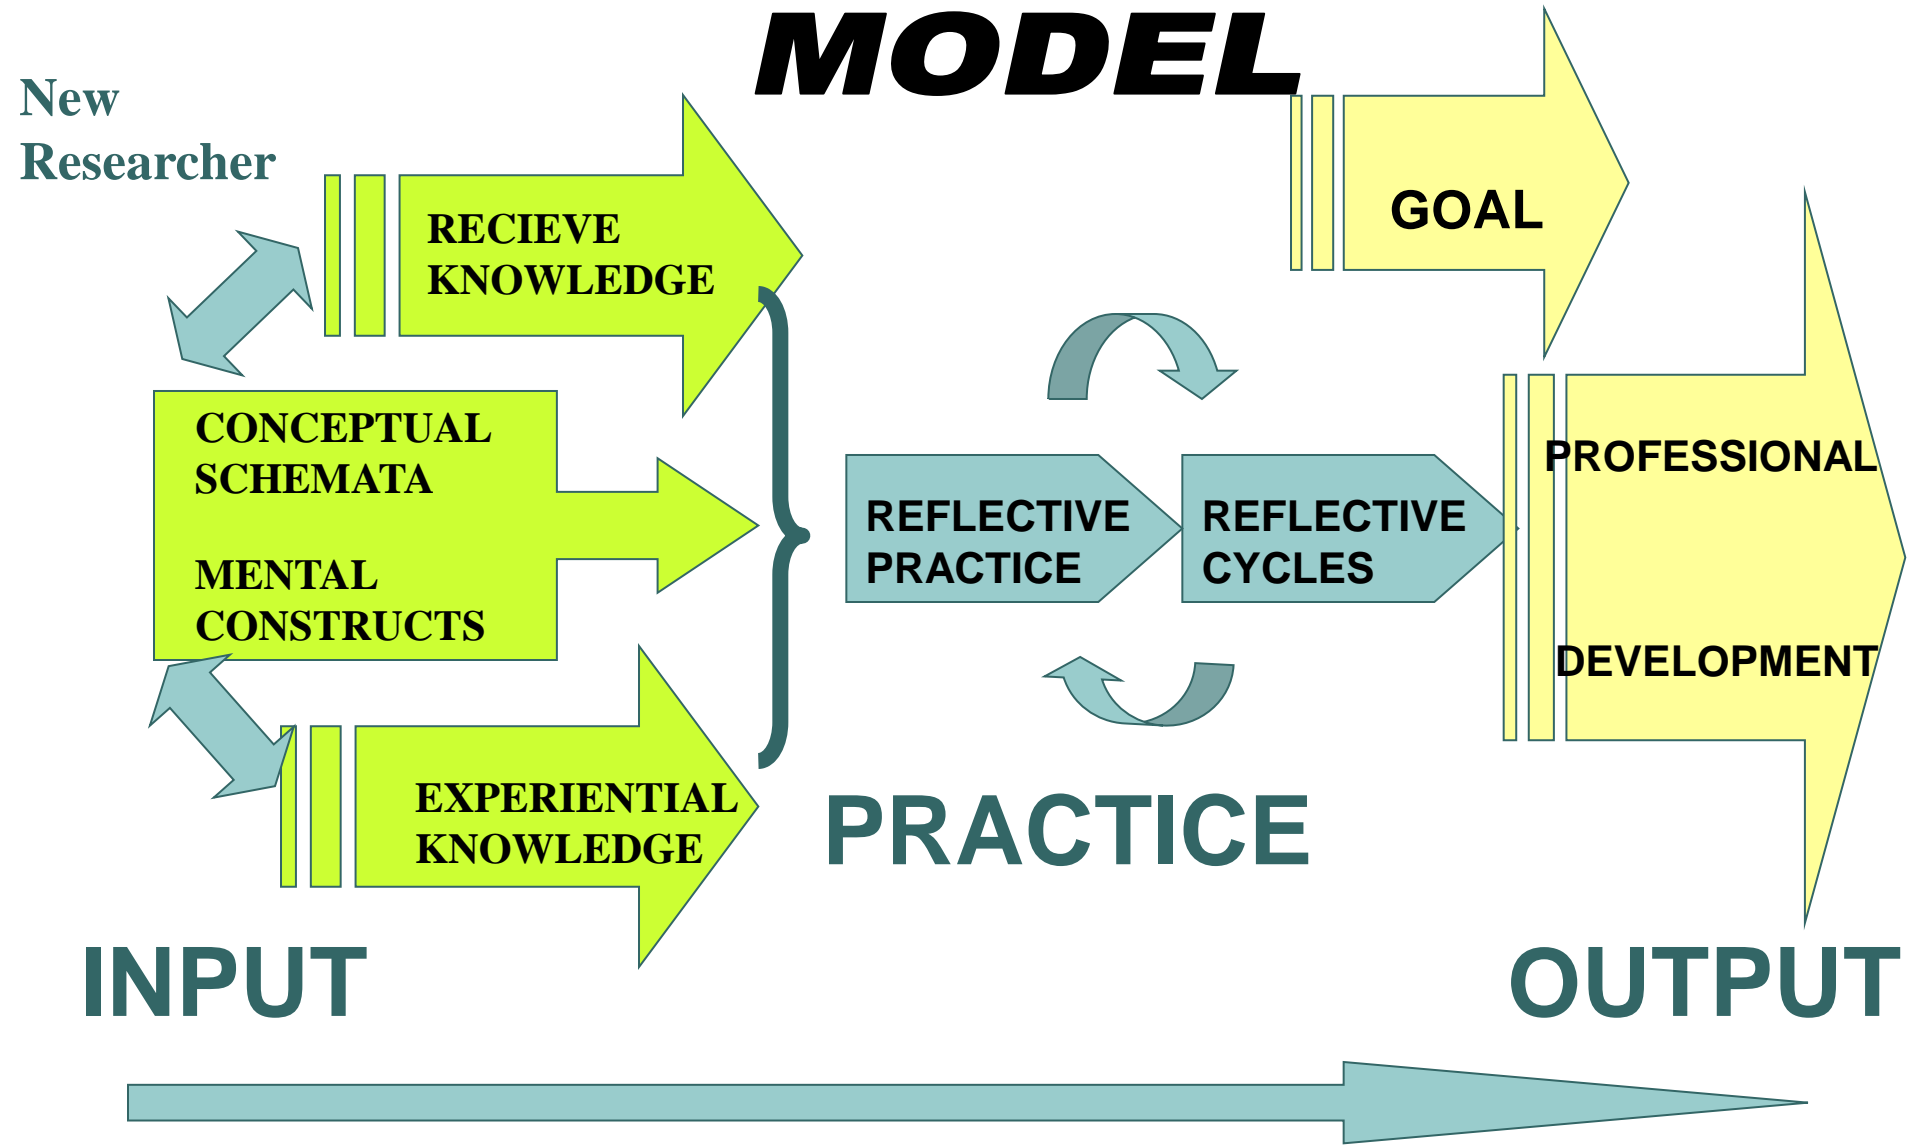 MODEL
New
Researcher
RECIEVE
KNOWLEDGE
GOAL
CONCEPTUAL
SCHEMATA
MENTAL
CONSTRUCTS
REFLECTIVE
PRACTICE
REFLECTIVE
CYCLES
PROFESSIONAL
DEVELOPMENT
EXPERIENTIAL
KNOWLEDGE
PRACTICE
INPUT
OUTPUT